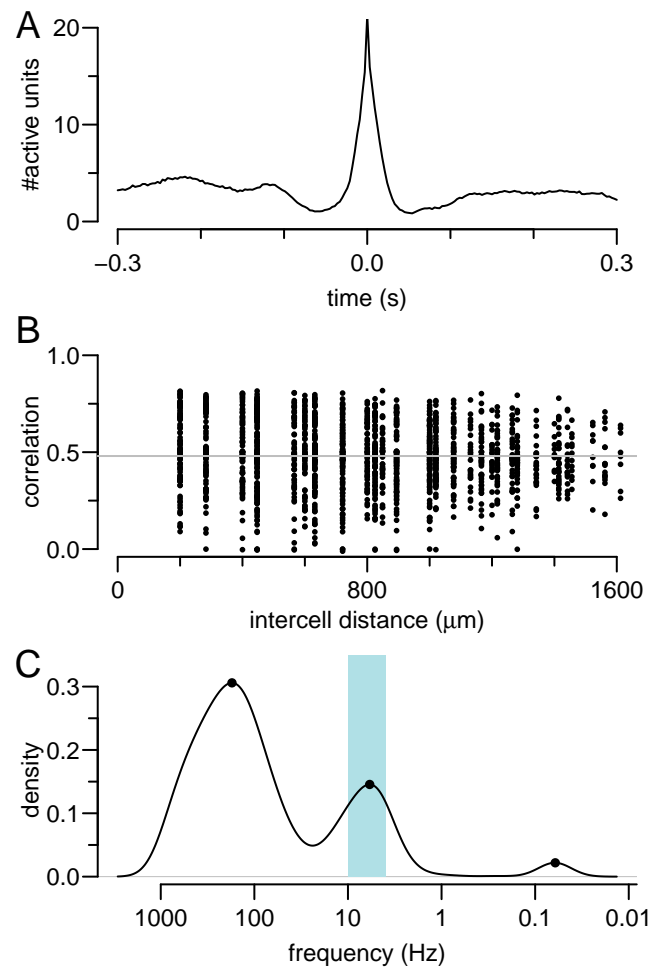 A
20
10
0
#active units
−0.3 0.0 0.3
time (s)
B
1.0
0.5
0.0
correlation
0 800 1600
intercell distance (μm)
C
0.3
0.2
0.1
0.0
density
1000 100 10 1 0.1 0.01
frequency (Hz)